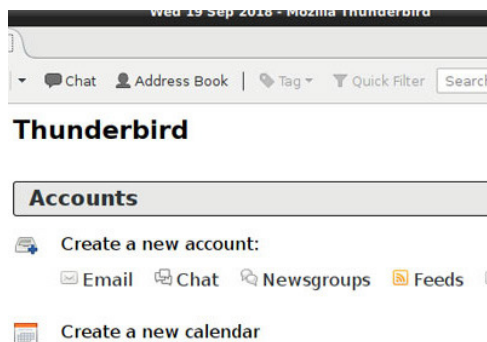 Wed 19 Sep 2018 - Mozilla Thunderbird
Chat Address Book Tag Quick Filter Search
Thunderbird
Accounts
Create a new account:
Email Chat Newsgroups Feeds
Create a new calendar